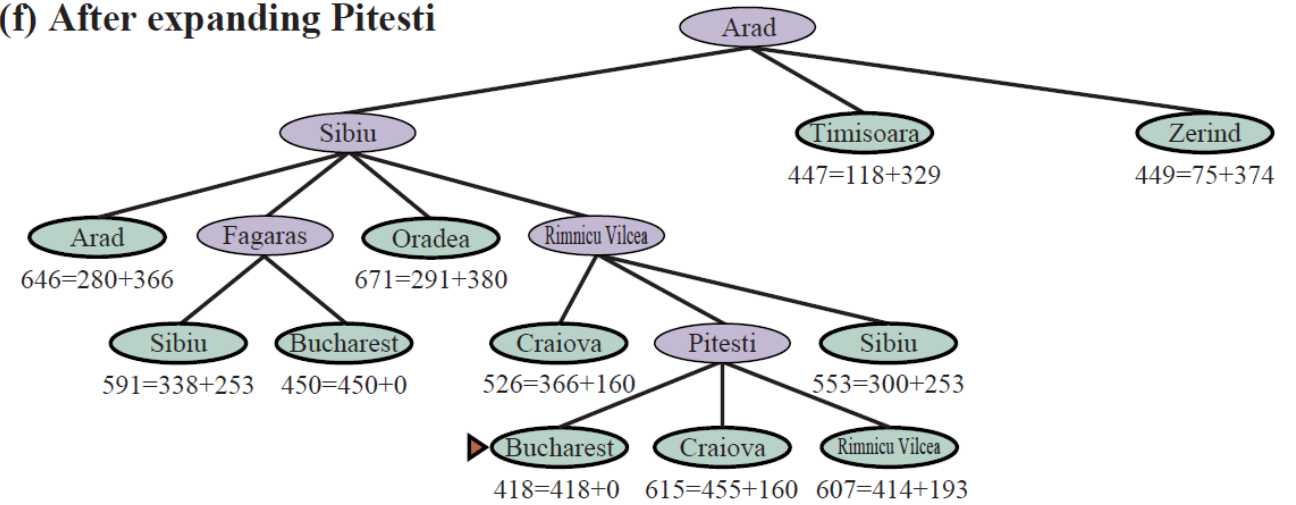 (f) After expanding Pitesti
Arad
Sibiu
Timisoara
Zerind
447=118+329
449=75+374
Arad
Fagaras
Oradea
Rimnicu Vilcea
646=280+366
671=291+380
Sibiu
Bucharest
Craiova
Pitesti
Sibiu
591=338+253
450=450+0
526=366+160
553=300+253
Bucharest
Craiova
Rimnicu Vilcea
418=418+0
615=455+160
607=414+193